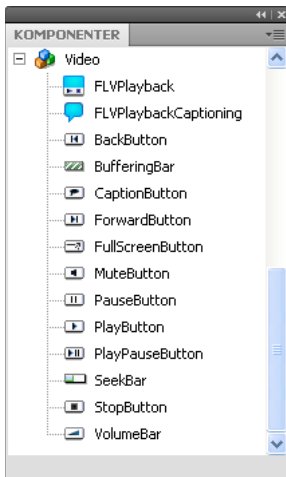 KOMPONENTER
Video
FLVPlayback
FLVPlaybackCaptioning
BackButton
BufferingBar
CaptionButton
ForwardButton
FullScreenButton
MuteButton
PauseButton
PlayButton
PlayPauseButton
SeekBar
StopButton
VolumeBar